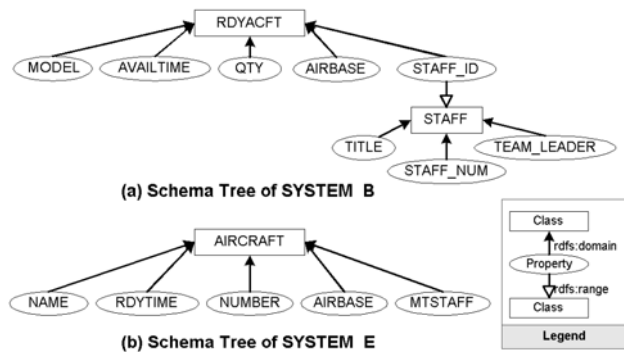 RDYACFT
MODEL AVAILTIME QTY AIRBASE STAFF_ID
STAFF
TITLE TEAM_LEADER
STAFF_NUM
(a) Schema Tree of SYSTEM B
AIRCRAFT
NAME RDYTIME NUMBER AIRBASE MTSTAFF
(b) Schema Tree of SYSTEM E
Class
rdfs:domain
Property
rdfs:range
Class
Legend